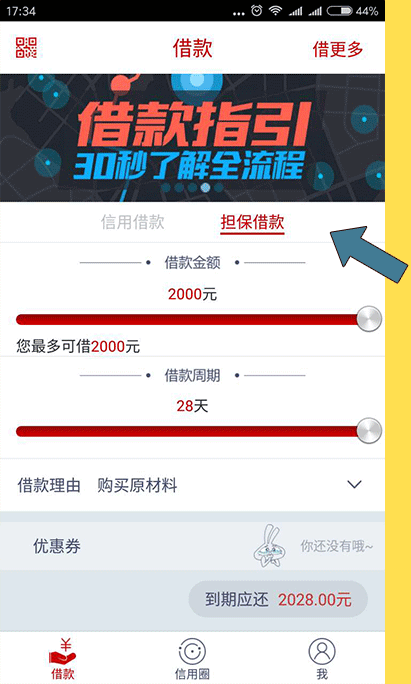 17:34 ... 44%
借款 借更多
借款指引
30秒了解全流程
信用借款 担保借款
借款金额
2000元
您最多可借2000元
借款周期
28天
借款理由 购买原材料
优惠券 你还没有哦~
到期应还 2028.00元
¥
借款 信用圈 我